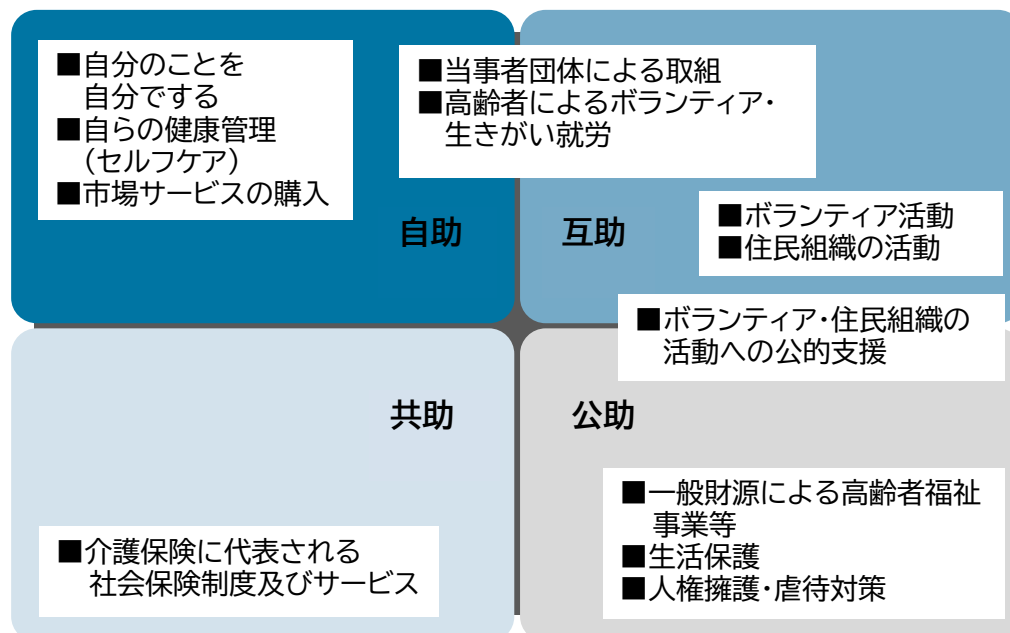 ■自分のことを
自分でする
■自らの健康管理
(セルフケア)
■市場サービスの購入
■当事者団体による取組
■高齢者によるボランティア・
生きがい就労
自助
互助
■ボランティア活動
■住民組織の活動
■ボランティア・住民組織の
活動への公的支援
共助
公助
■介護保険に代表される
社会保険制度及びサービス
■一般財源による高齢者福祉
事業等
■生活保護
■人権擁護・虐待対策